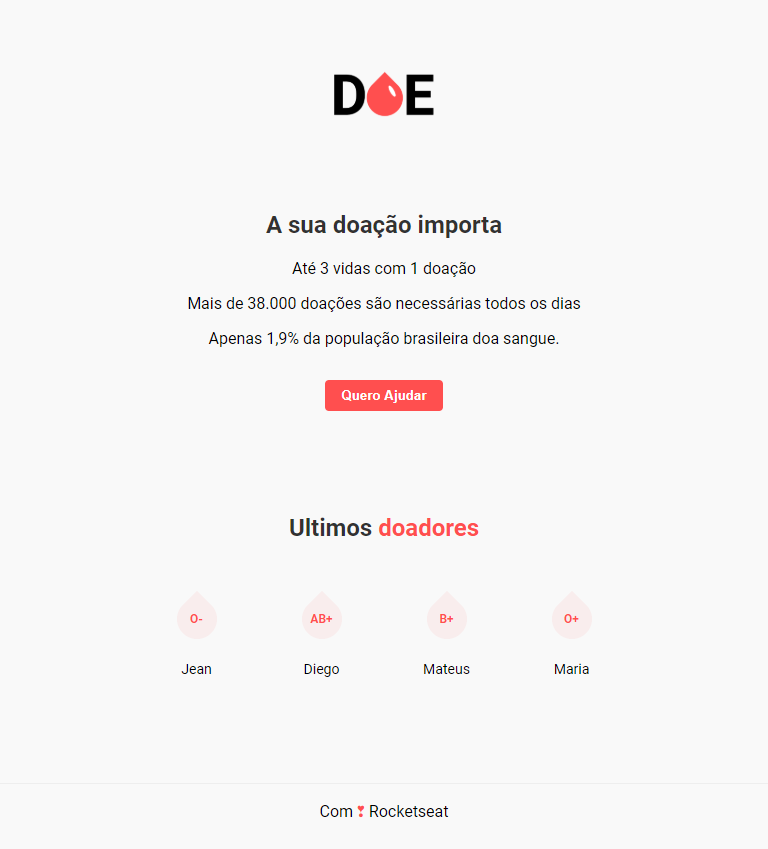 DOE
A sua doação importa
Até 3 vidas com 1 doação
Mais de 38.000 doações são necessárias todos os dias
Apenas 1,9% da população brasileira doa sangue.
Quero Ajudar
Ultimos doadores
O- AB+ B+ O+
Jean Diego Mateus Maria
Com ❣ Rocketseat